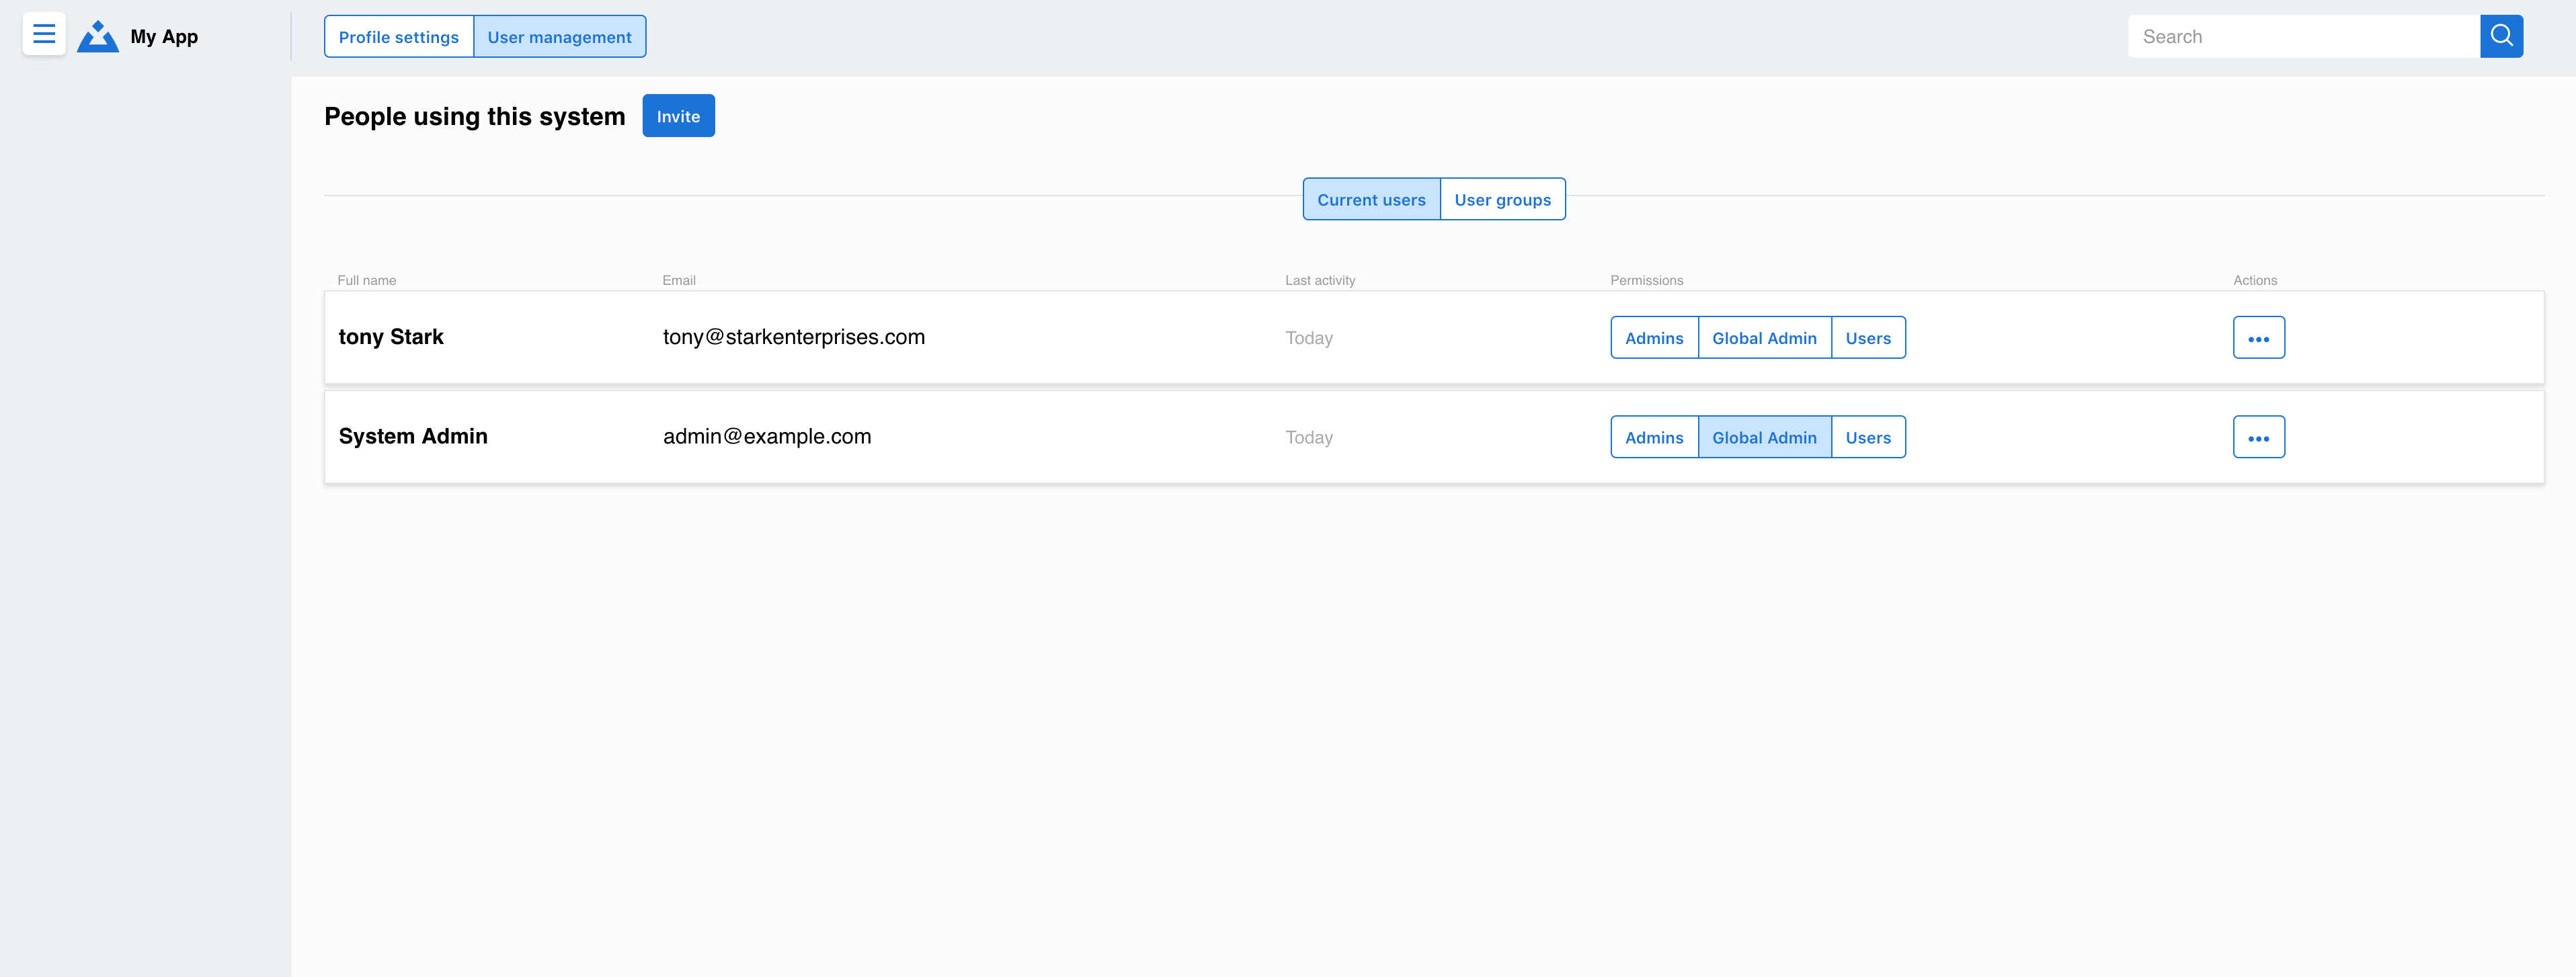 My App
Profile settings User management
Search
People using this system Invite
Current users User groups
Full name Email Last activity Permissions Actions
tony Stark tony@starkenterprises.com Today Admins Global Admin Users
System Admin admin@example.com Today Admins Global Admin Users